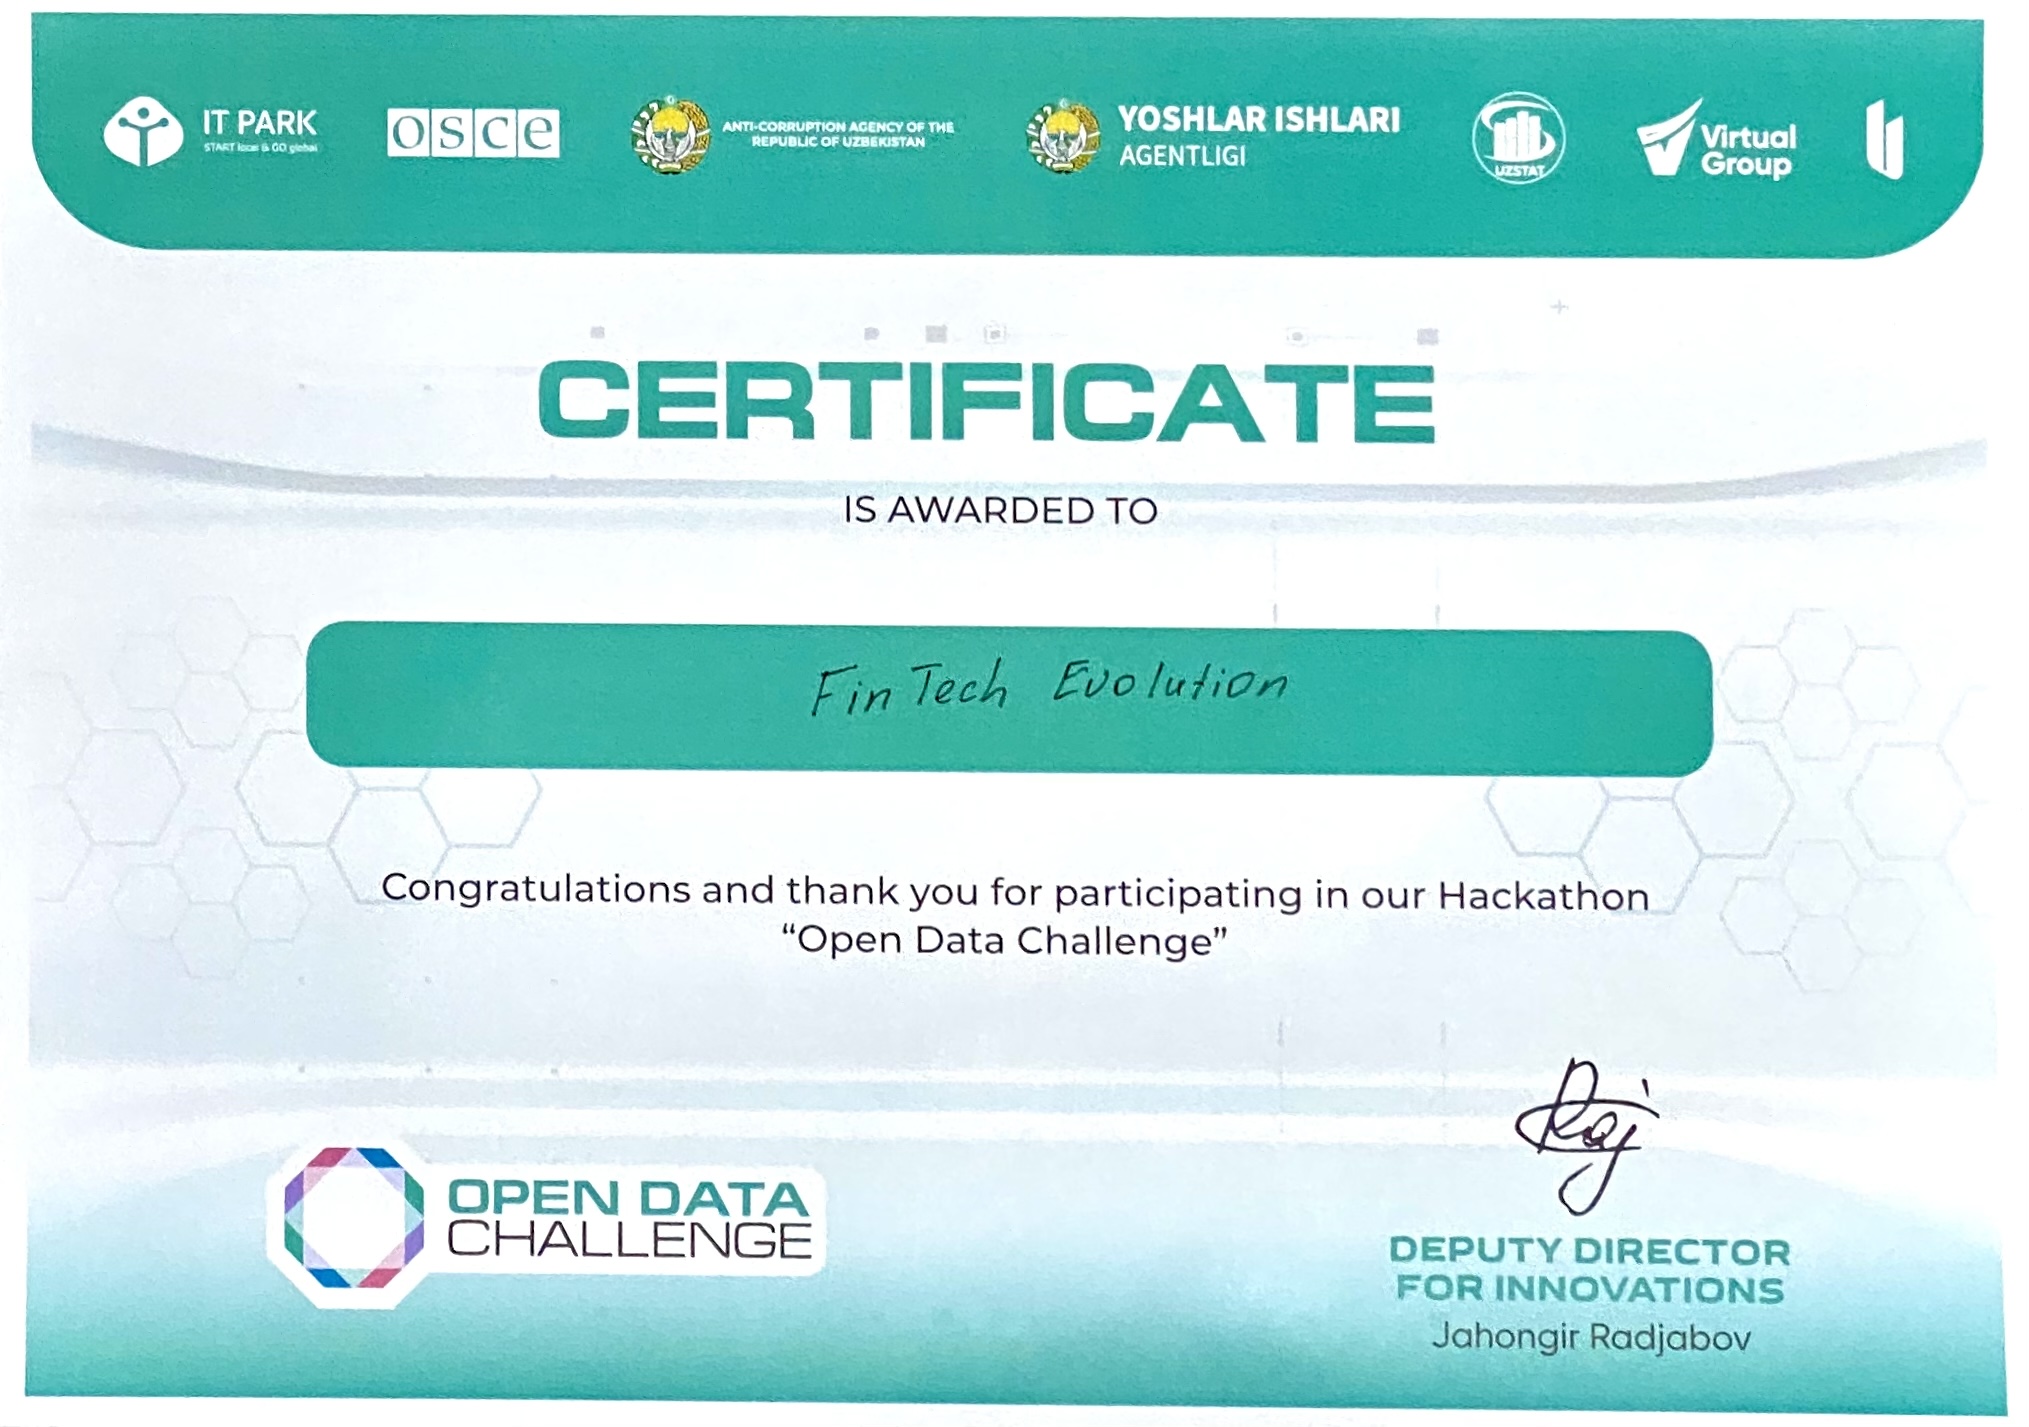 IT PARK
START local & GO global
osce
ANTI-CORRUPTION AGENCY OF THE
REPUBLIC OF UZBEKISTAN
YOSHLAR ISHLARI
AGENTLIGI
UZSTAT
Virtual
Group
CERTIFICATE
IS AWARDED TO
FinTech Evolution
Congratulations and thank you for participating in our Hackathon
“Open Data Challenge”
OPEN DATA
CHALLENGE
DEPUTY DIRECTOR
FOR INNOVATIONS
Jahongir Radjabov